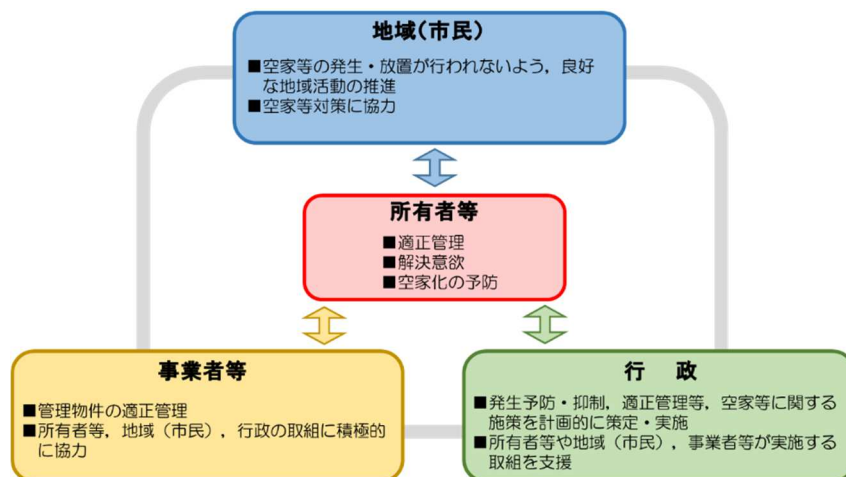 地域(市民)
■空家等の発生・放置が行われないよう，良好
な地域活動の推進
■空家等対策に協力
所有者等
■適正管理
■解決意欲
■空家化の予防
事業者等
■管理物件の適正管理
■所有者等，地域（市民），行政の取組に積極的
に協力
行　政
■発生予防・抑制，適正管理等，空家等に関する
施策を計画的に策定・実施
■所有者等や地域（市民），事業者等が実施する
取組を支援